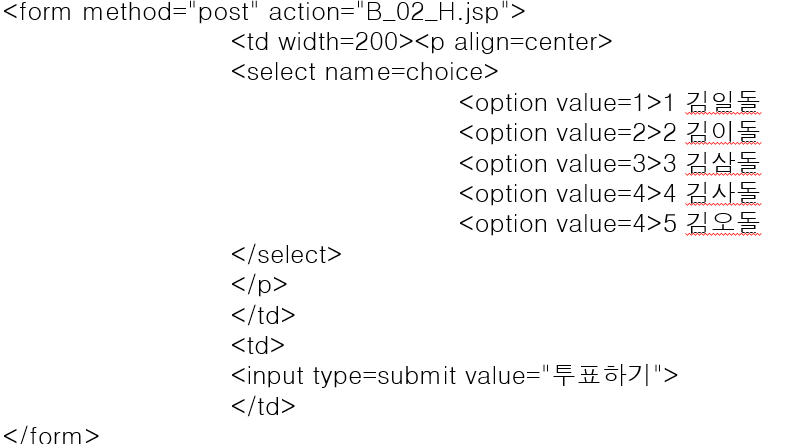 <form method="post" action="B_02_H.jsp">
<td width=200><p align=center>
<select name=choice>
<option value=1>1 김일돌
<option value=2>2 김이돌
<option value=3>3 김삼돌
<option value=4>4 김사돌
<option value=4>5 김오돌
</select>
</p>
</td>
<td>
<input type=submit value="투표하기">
</td>
</form>